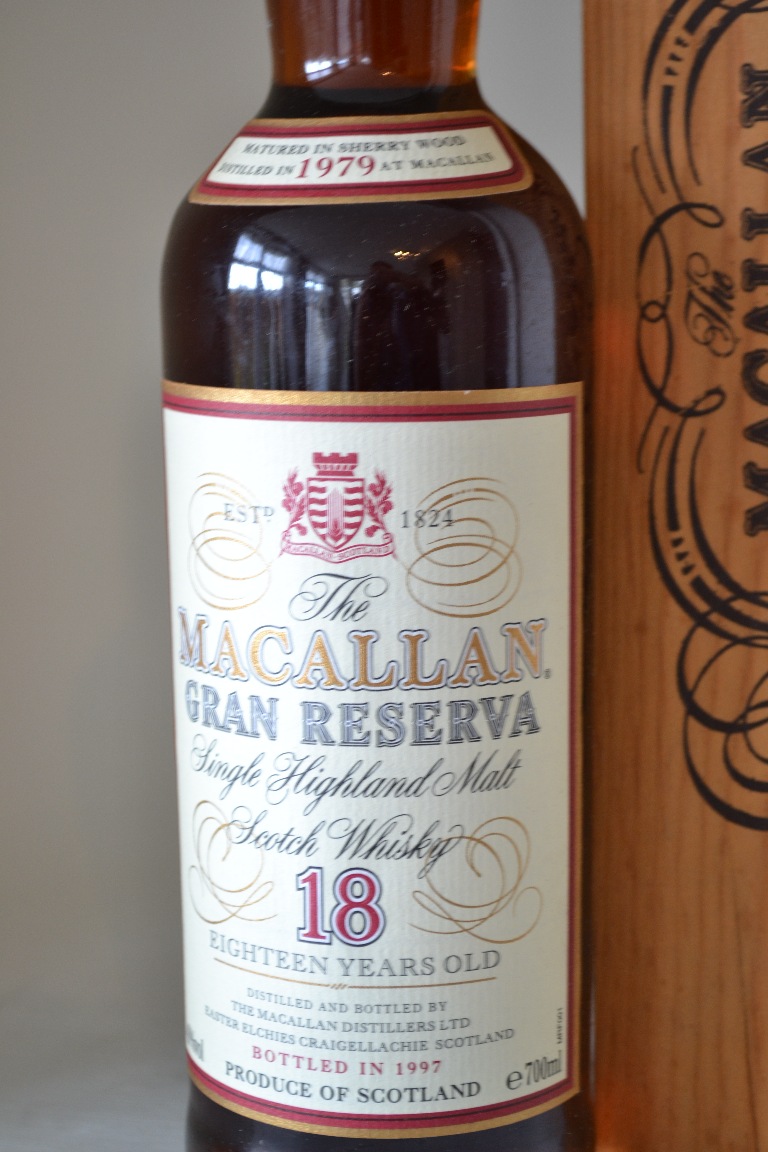 MATURED IN SHERRY WOOD
DISTILLED IN 1979 AT MACALLAN
ESTD 1824
MACALLAN SCOTLAND
The
MACALLAN.
GRAN RESERVA
Single Highland Malt
Scotch Whisky
18
EIGHTEEN YEARS OLD
DISTILLED AND BOTTLED BY
THE MACALLAN DISTILLERS LTD
EASTER ELCHIES CRAIGELLACHIE SCOTLAND
BOTTLED IN 1997
PRODUCE OF SCOTLAND
e700ml
The
MACALLAN